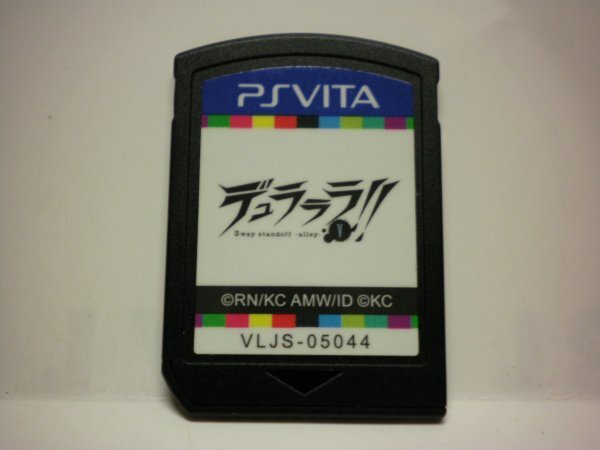 PSVITA
デュラララ!!
3way standoff -alley- V
©RN/KC AMW/ID ©KC
VLJS-05044